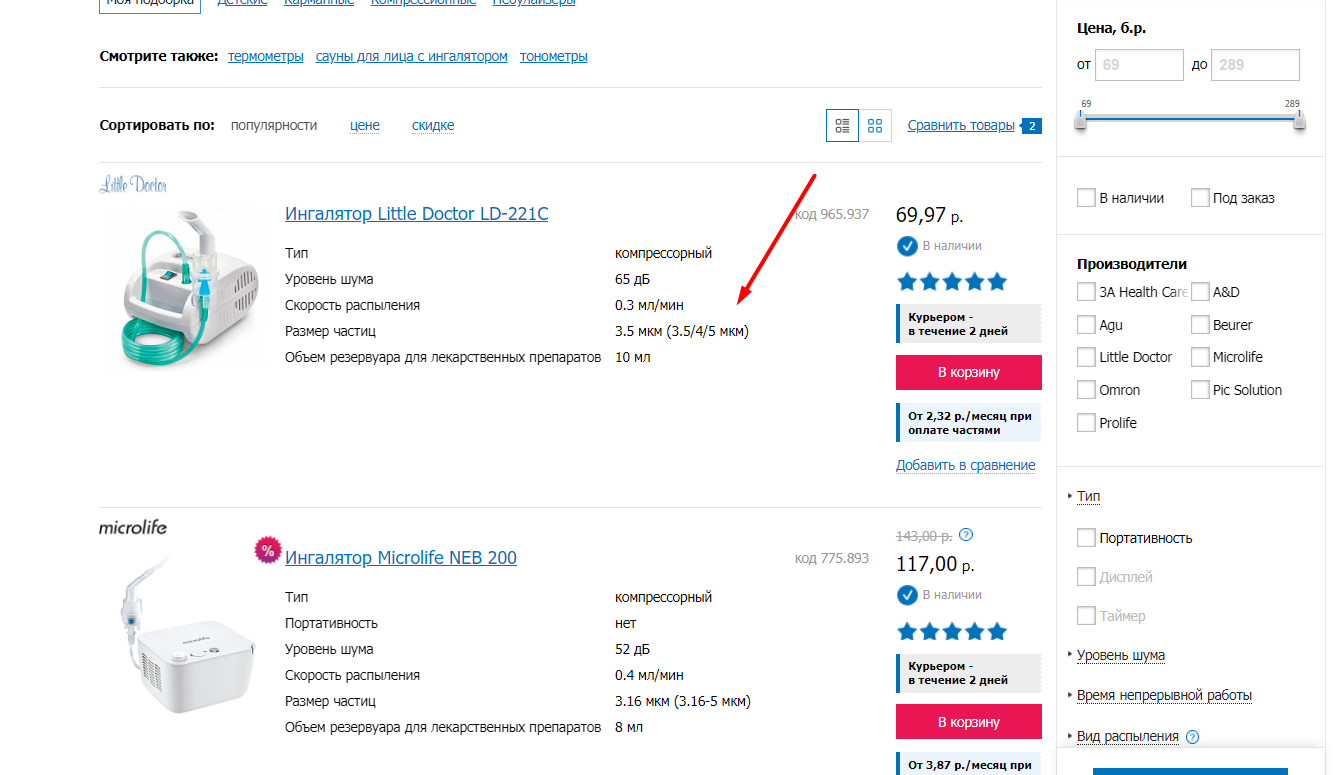 Моя подборка Детские Карманные Компрессионные Небулайзеры
Смотрите также: термометры сауны для лица с ингалятором тонометры
Сортировать по: популярности цене скидке Сравнить товары 2
Little Doctor
Ингалятор Little Doctor LD-221C
код 965.937
Тип компрессорный
Уровень шума 65 дБ
Скорость распыления 0.3 мл/мин
Размер частиц 3.5 мкм (3.5/4/5 мкм)
Объем резервуара для лекарственных препаратов 10 мл
69,97 р.
В наличии
Курьером -
в течение 2 дней
В корзину
От 2,32 р./месяц при
оплате частями
Добавить в сравнение
microlife
%
Ингалятор Microlife NEB 200
код 775.893
Тип компрессорный
Портативность нет
Уровень шума 52 дБ
Скорость распыления 0.4 мл/мин
Размер частиц 3.16 мкм (3.16-5 мкм)
Объем резервуара для лекарственных препаратов 8 мл
143,00 р. ?
117,00 р.
В наличии
Курьером -
в течение 2 дней
В корзину
От 3,87 р./месяц при
Цена, б.р.
от 69 до 289
69 289
В наличии Под заказ
Производители
3A Health Care A&D
Agu Beurer
Little Doctor Microlife
Omron Pic Solution
Prolife
Тип
Портативность
Дисплей
Таймер
Уровень шума
Время непрерывной работы
Вид распыления ?